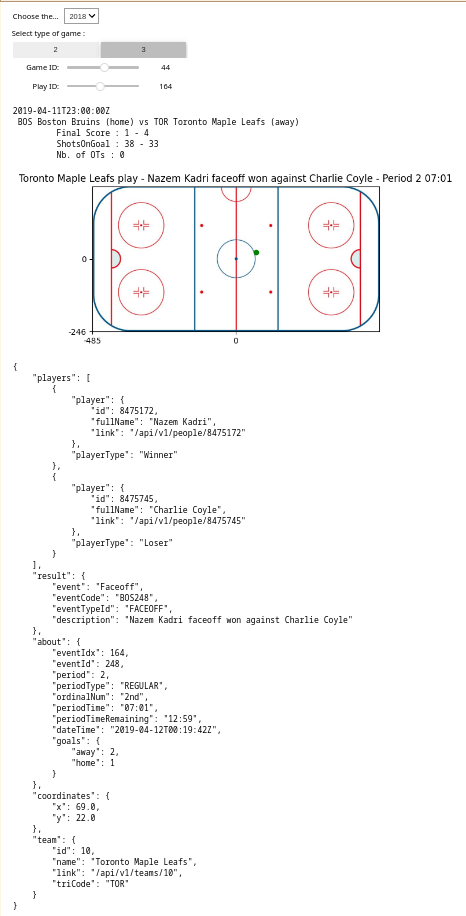 Choose the... 2018
Select type of game :
2 3
Game ID: 44
Play ID: 164
2019-04-11T23:00:00Z
BOS Boston Bruins (home) vs TOR Toronto Maple Leafs (away)
Final Score : 1 - 4
ShotsOnGoal : 38 - 33
Nb. of OTs : 0
Toronto Maple Leafs play - Nazem Kadri faceoff won against Charlie Coyle - Period 2 07:01
0
-246
-485 0
{
"players": [
{
"player": {
"id": 8475172,
"fullName": "Nazem Kadri",
"link": "/api/v1/people/8475172"
},
"playerType": "Winner"
},
{
"player": {
"id": 8475745,
"fullName": "Charlie Coyle",
"link": "/api/v1/people/8475745"
},
"playerType": "Loser"
}
],
"result": {
"event": "Faceoff",
"eventCode": "BOS248",
"eventTypeId": "FACEOFF",
"description": "Nazem Kadri faceoff won against Charlie Coyle"
},
"about": {
"eventIdx": 164,
"eventId": 248,
"period": 2,
"periodType": "REGULAR",
"ordinalNum": "2nd",
"periodTime": "07:01",
"periodTimeRemaining": "12:59",
"dateTime": "2019-04-12T00:19:42Z",
"goals": {
"away": 2,
"home": 1
}
},
"coordinates": {
"x": 69.0,
"y": 22.0
},
"team": {
"id": 10,
"name": "Toronto Maple Leafs",
"link": "/api/v1/teams/10",
"triCode": "TOR"
}
}